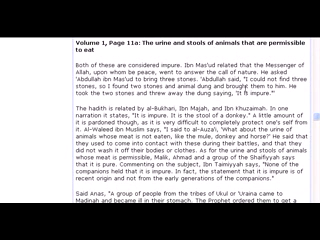 Volume 1, Page 11a: The urine and stools of animals that are permissible
to eat
Both of these are considered impure. Ibn Mas'ud related that the Messenger of
Allah, upon whom be peace, went to answer the call of nature. He asked
'Abdullah ibn Mas'ud to bring three stones. 'Abdullah said, "I could not find three
stones, so I found two stones and animal dung and brought them to him. He
took the two stones and threw away the dung saying, 'It is impure."'
The hadith is related by al-Bukhari, Ibn Majah, and Ibn Khuzaimah. In one
narration it states, "It is impure. It is the stool of a donkey." A little amount of
it is pardoned though, as it is very difficult to completely protect one's self from
it. Al-Waleed ibn Muslim says, "I said to al-Auza'i, 'What about the urine of
animals whose meat is not eaten, like the mule, donkey and horse?' He said that
they used to come into contact with these during their battles, and that they
did not wash it off their bodies or clothes. As for the urine and stools of animals
whose meat is permissible, Malik, Ahmad and a group of the Shaifiyyah says
that it is pure. Commenting on the subject, Ibn Taimiyyah says, "None of the
companions held that it is impure. In fact, the statement that it is impure is of
recent origin and not from the early generations of the companions."
Said Anas, "A group of people from the tribes of Ukul or 'Uraina came to
Madinah and became ill in their stomach. The Prophet ordered them to get a